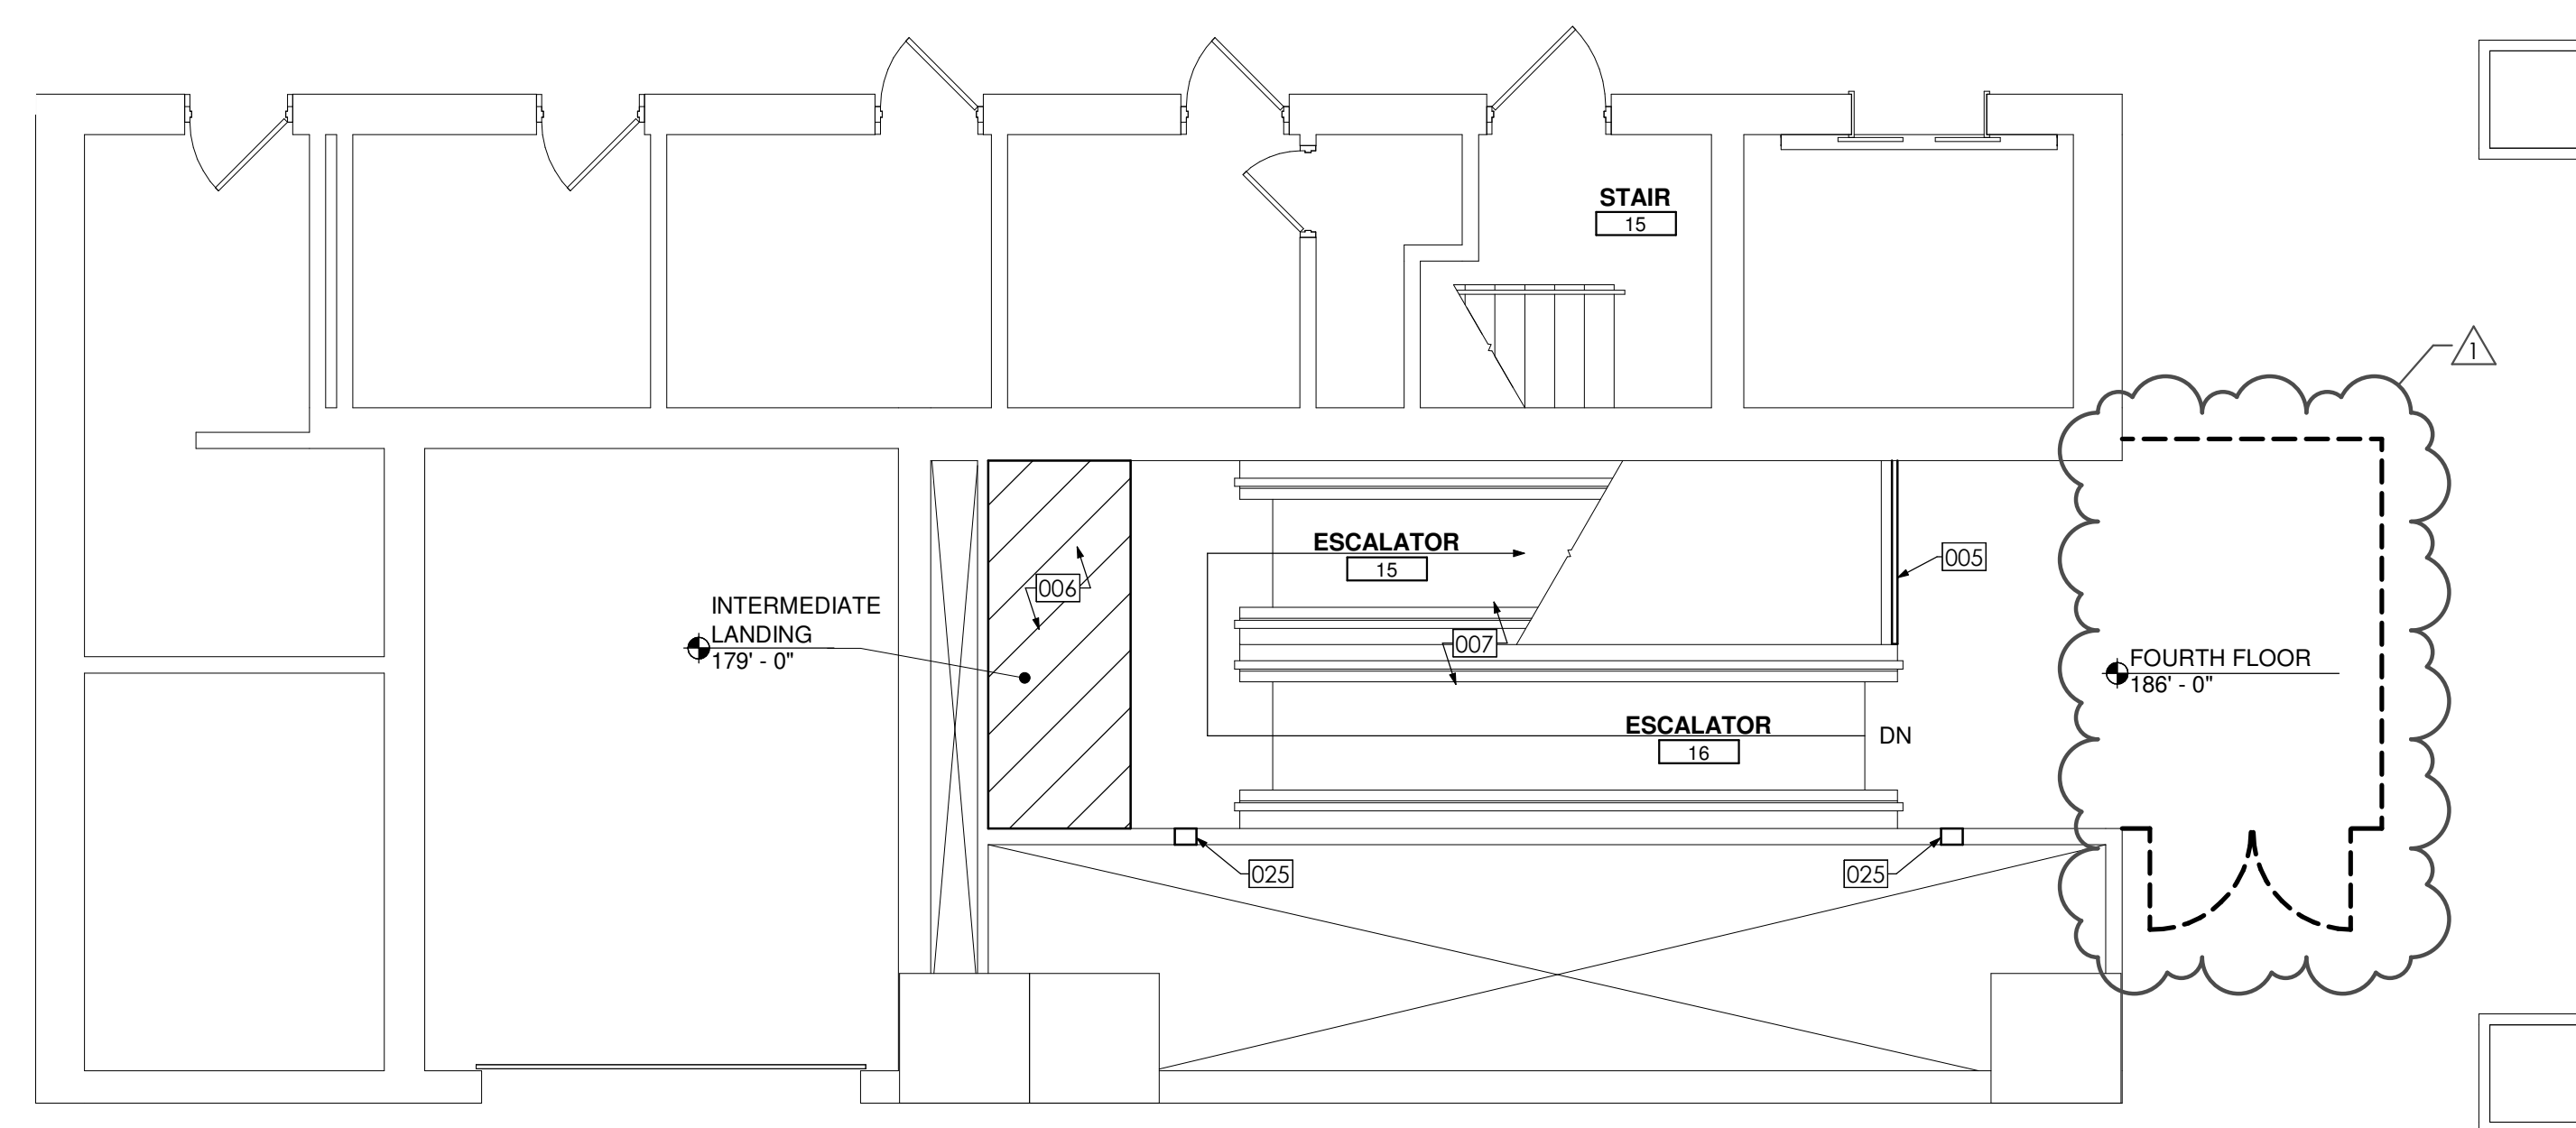 STAIR
15
1
ESCALATOR
15
005
006
INTERMEDIATE
LANDING
179' - 0"
007
FOURTH FLOOR
186' - 0"
ESCALATOR
16
DN
025
025